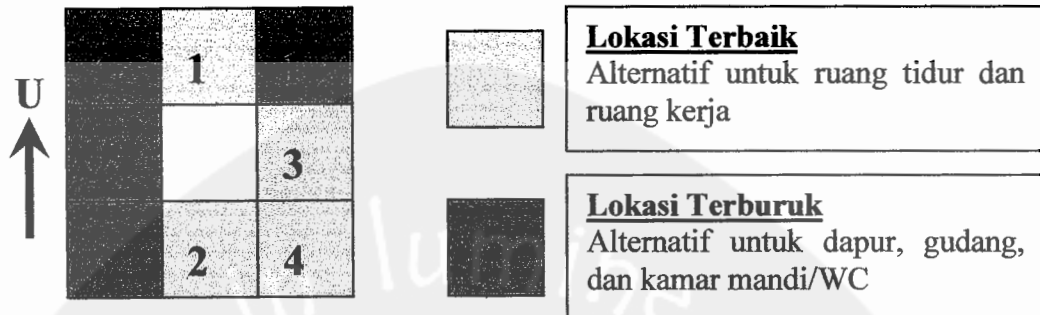 1
U
3
2 4
Lokasi Terbaik
Alternatif untuk ruang tidur dan
ruang kerja
Lokasi Terburuk
Alternatif untuk dapur, gudang,
dan kamar mandi/WC